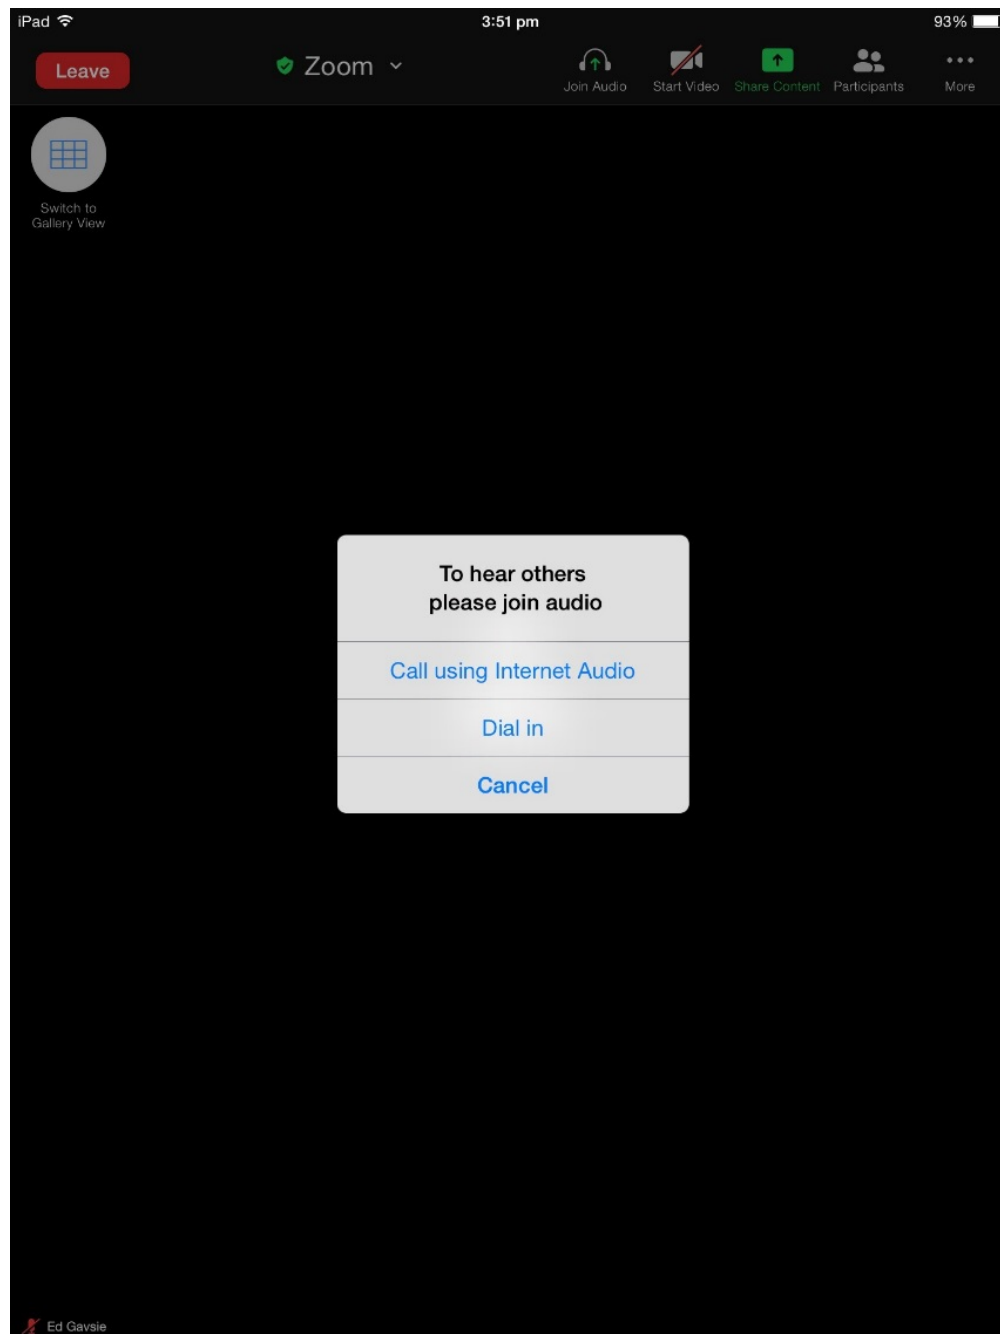 iPad 3:51 pm 93%
Leave Zoom Join Audio Start Video Share Content Participants More
Switch to
Gallery View
To hear others
please join audio
Call using Internet Audio
Dial in
Cancel
Ed Gavsie